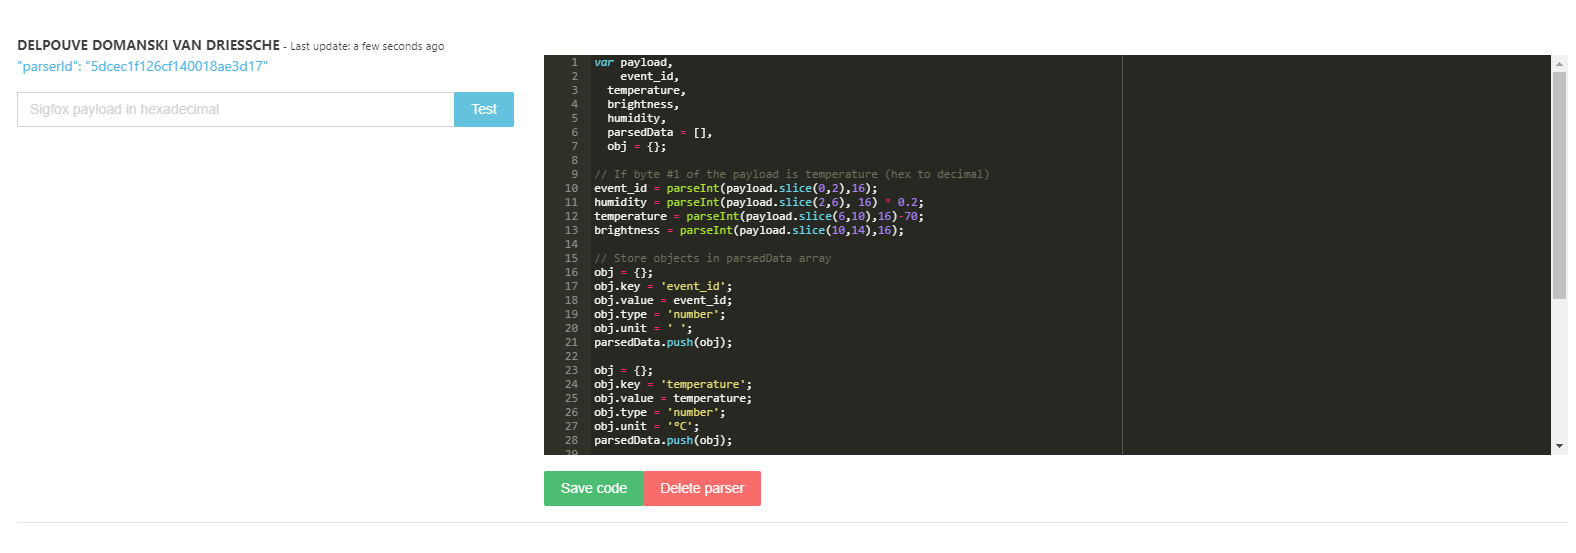 DELPOUVE DOMANSKI VAN DRIESSCHE - Last update: a few seconds ago
"parserId": "5dcec1f126cf140018ae3d17"
Sigfox payload in hexadecimal
Test
1 var payload,
2 event_id,
3 temperature,
4 brightness,
5 humidity,
6 parsedData = [],
7 obj = {};
8
9 // If byte #1 of the payload is temperature (hex to decimal)
10 event_id = parseInt(payload.slice(0,2),16);
11 humidity = parseInt(payload.slice(2,6), 16) * 0.2;
12 temperature = parseInt(payload.slice(6,10),16)-70;
13 brightness = parseInt(payload.slice(10,14),16);
14
15 // Store objects in parsedData array
16 obj = {};
17 obj.key = 'event_id';
18 obj.value = event_id;
19 obj.type = 'number';
20 obj.unit = ' ';
21 parsedData.push(obj);
22
23 obj = {};
24 obj.key = 'temperature';
25 obj.value = temperature;
26 obj.type = 'number';
27 obj.unit = '°C';
28 parsedData.push(obj);
29
Save code
Delete parser